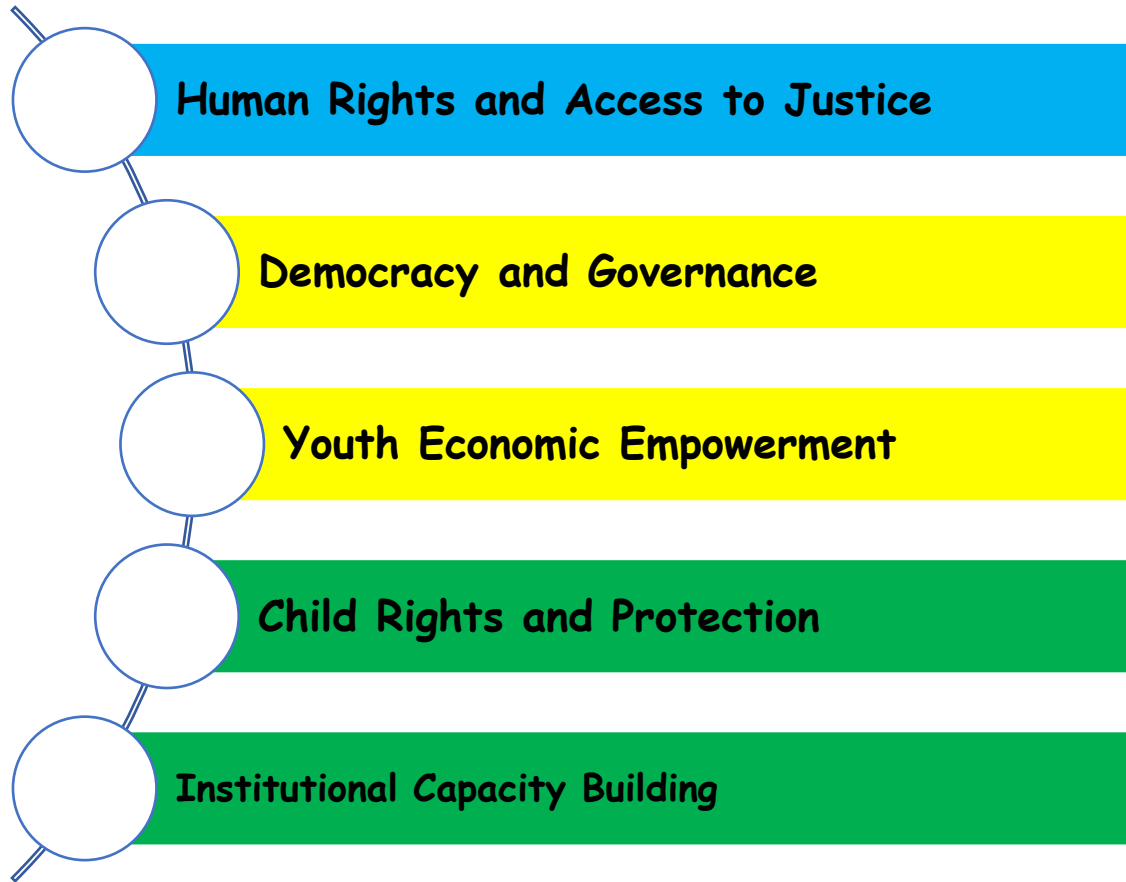 Human Rights and Access to Justice
Democracy and Governance
Youth Economic Empowerment
Child Rights and Protection
Institutional Capacity Building